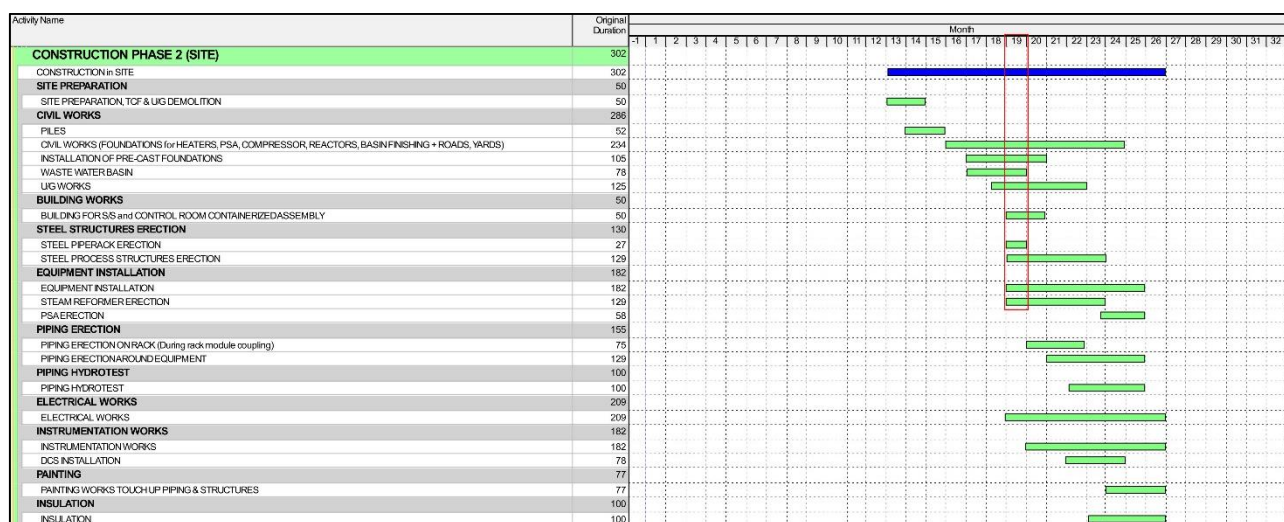 Activity Name Original Duration Month
-1 1 2 3 4 5 6 7 8 9 10 11 12 13 14 15 16 17 18 19 20 21 22 23 24 25 26 27 28 29 30 31 32
CONSTRUCTION PHASE 2 (SITE) 302
CONSTRUCTION in SITE 302
SITE PREPARATION 50
SITE PREPARATION, TCF & U/G DEMOLITION 50
CIVIL WORKS 286
PILES 52
CIVIL WORKS (FOUNDATIONS for HEATERS, PSA, COMPRESSOR, REACTORS, BASIN FINISHING + ROADS, YARDS) 234
INSTALLATION OF PRE-CAST FOUNDATIONS 105
WASTE WATER BASIN 78
U/G WORKS 125
BUILDING WORKS 50
BUILDING FOR S/S and CONTROL ROOM CONTAINERIZED ASSEMBLY 50
STEEL STRUCTURES ERECTION 130
STEEL PIPERACK ERECTION 27
STEEL PROCESS STRUCTURES ERECTION 129
EQUIPMENT INSTALLATION 182
EQUIPMENT INSTALLATION 182
STEAM REFORMER ERECTION 129
PSA ERECTION 58
PIPING ERECTION 155
PIPING ERECTION ON RACK (During rack module coupling) 75
PIPING ERECTION AROUND EQUIPMENT 129
PIPING HYDROTEST 100
PIPING HYDROTEST 100
ELECTRICAL WORKS 209
ELECTRICAL WORKS 209
INSTRUMENTATION WORKS 182
INSTRUMENTATION WORKS 182
DCS INSTALLATION 78
PAINTING 77
PAINTING WORKS TOUCH UP PIPING & STRUCTURES 77
INSULATION 100
INSULATION 100